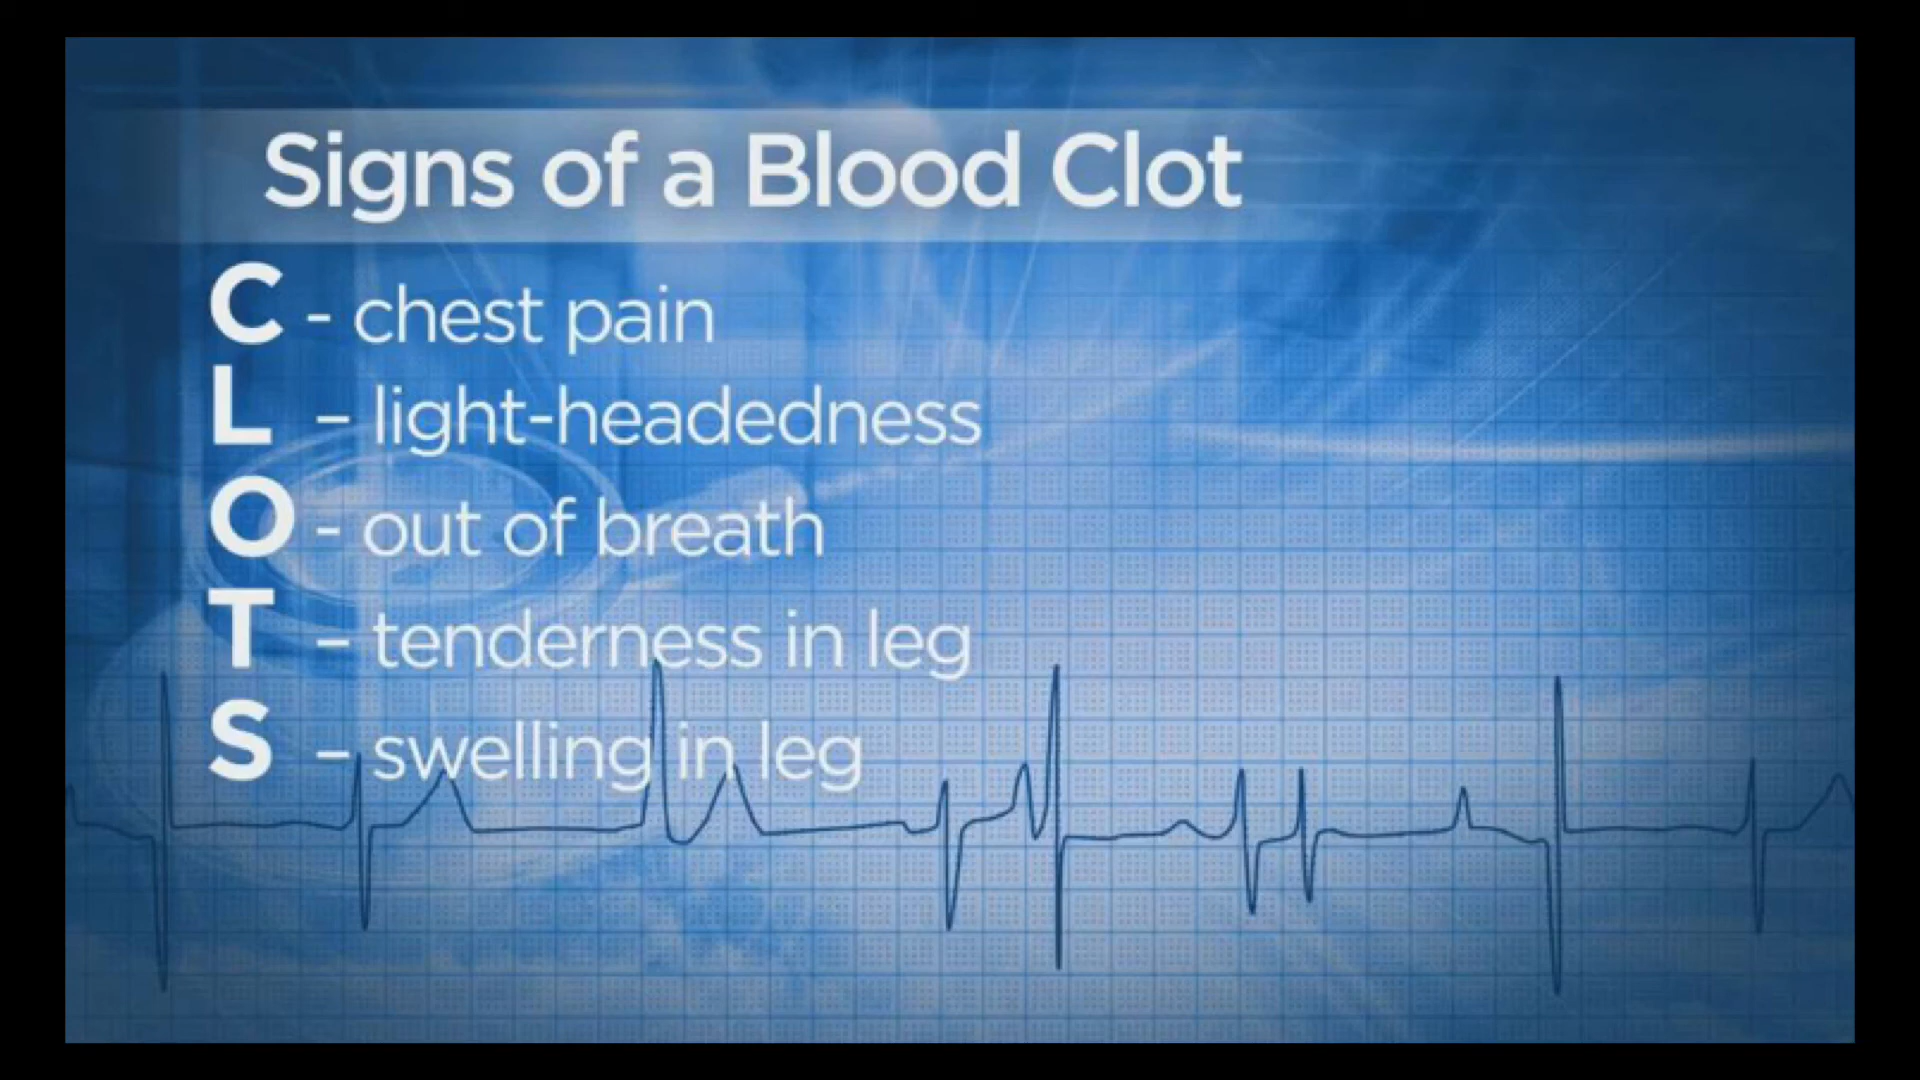 Signs of a Blood Clot
C - chest pain
L – light-headedness
O - out of breath
T – tenderness in leg
S – swelling in leg